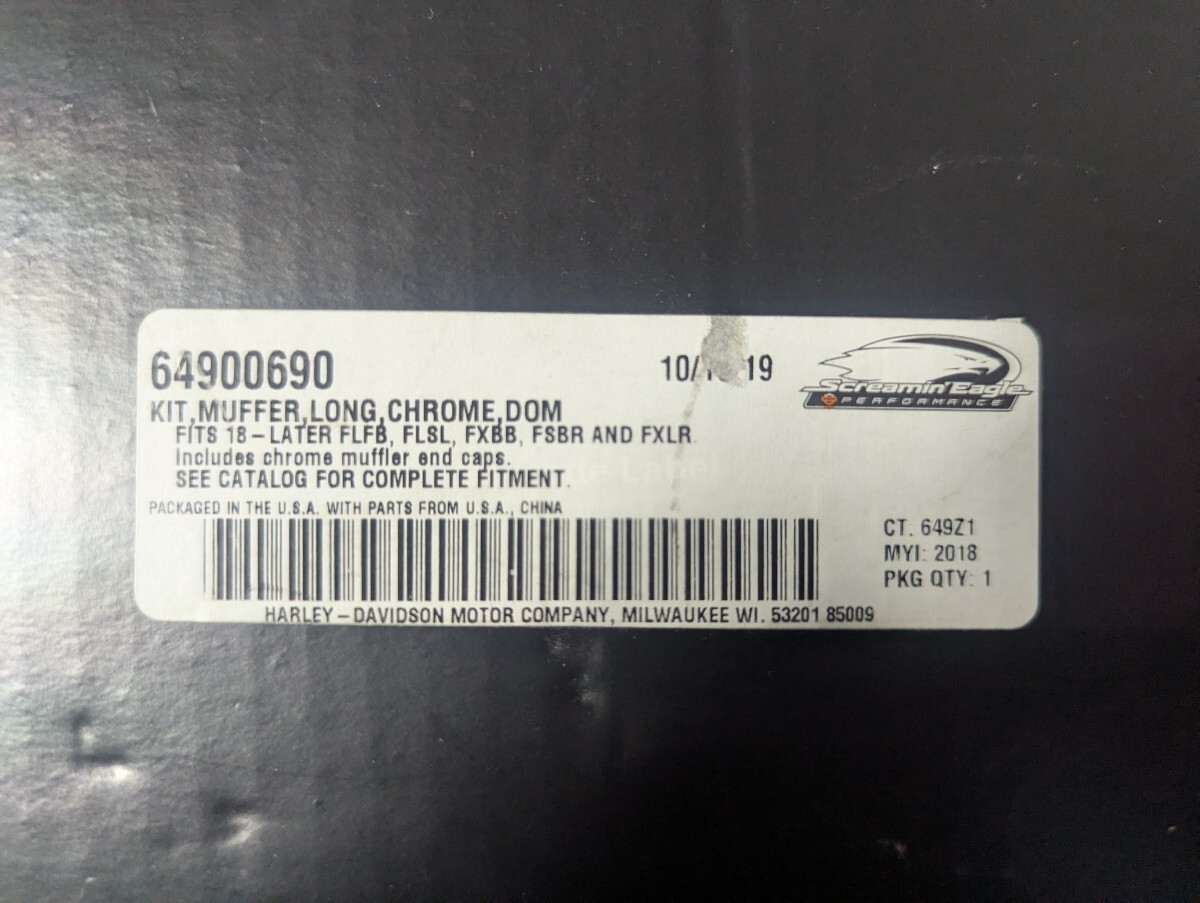 64900690
10/ 19
Screamin' Eagle
PERFORMANCE
KIT,MUFFER,LONG,CHROME,DOM
FITS 18-LATER FLFB, FLSL, FXBB, FSBR AND FXLR.
Includes chrome muffler end caps.
SEE CATALOG FOR COMPLETE FITMENT.
Label
PACKAGED IN THE U.S.A. WITH PARTS FROM U.S.A., CHINA
CT. 649Z1
MYI: 2018
PKG QTY: 1
HARLEY-DAVIDSON MOTOR COMPANY, MILWAUKEE WI. 53201 85009